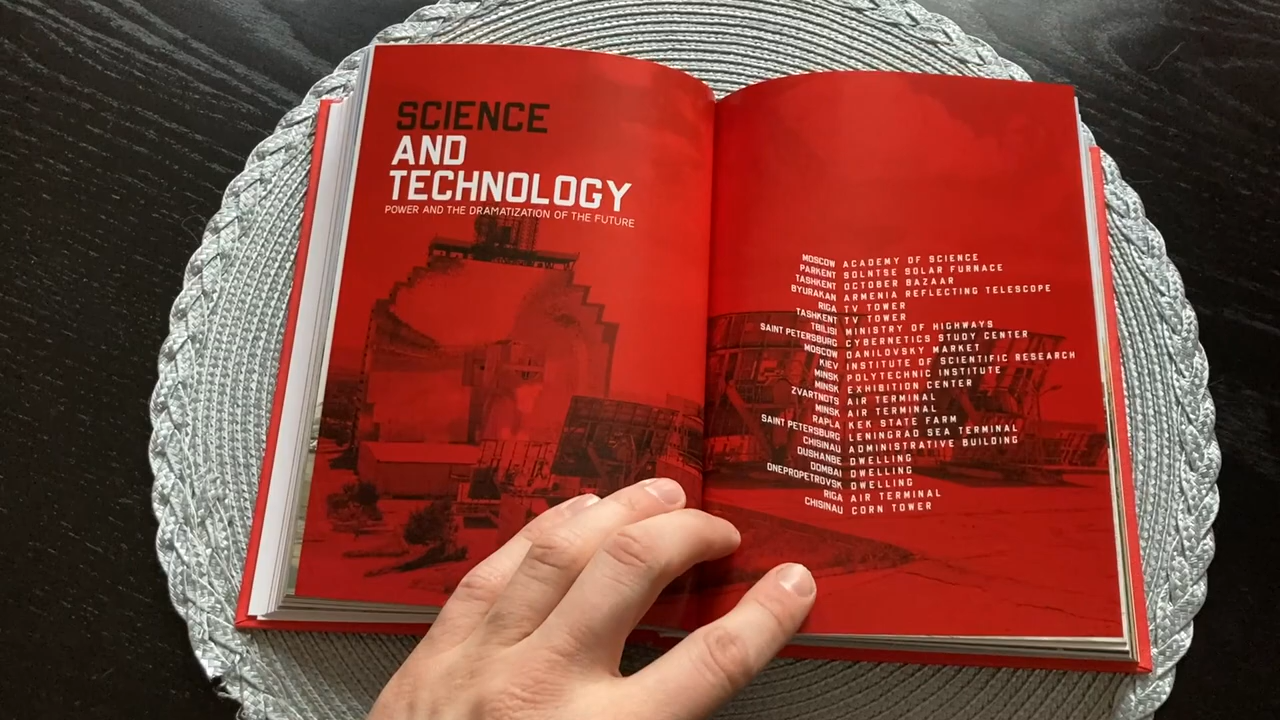 SCIENCE
AND
TECHNOLOGY
POWER AND THE DRAMATIZATION OF THE FUTURE
MOSCOW ACADEMY OF SCIENCE
PARKENT SOLNTSE SOLAR FURNACE
TASHKENT OCTOBER BAZAAR
BYURAKAN ARMENIA REFLECTING TELESCOPE
RIGA TV TOWER
TASHKENT TV TOWER
TBILISI MINISTRY OF HIGHWAYS
SAINT PETERSBURG CYBERNETICS STUDY CENTER
MOSCOW DANILOVSKY MARKET
KIEV INSTITUTE OF SCIENTIFIC RESEARCH
MINSK POLYTECHNIC INSTITUTE
MINSK EXHIBITION CENTER
ZVARTNOTS AIR TERMINAL
MINSK AIR TERMINAL
RAPLA KEK STATE FARM
SAINT PETERSBURG LENINGRAD SEA TERMINAL
CHISINAU ADMINISTRATIVE BUILDING
DUSHANBE DWELLING
DOMBAI DWELLING
DNEPROPETROVSK DWELLING
RIGA AIR TERMINAL
CHISINAU CORN TOWER